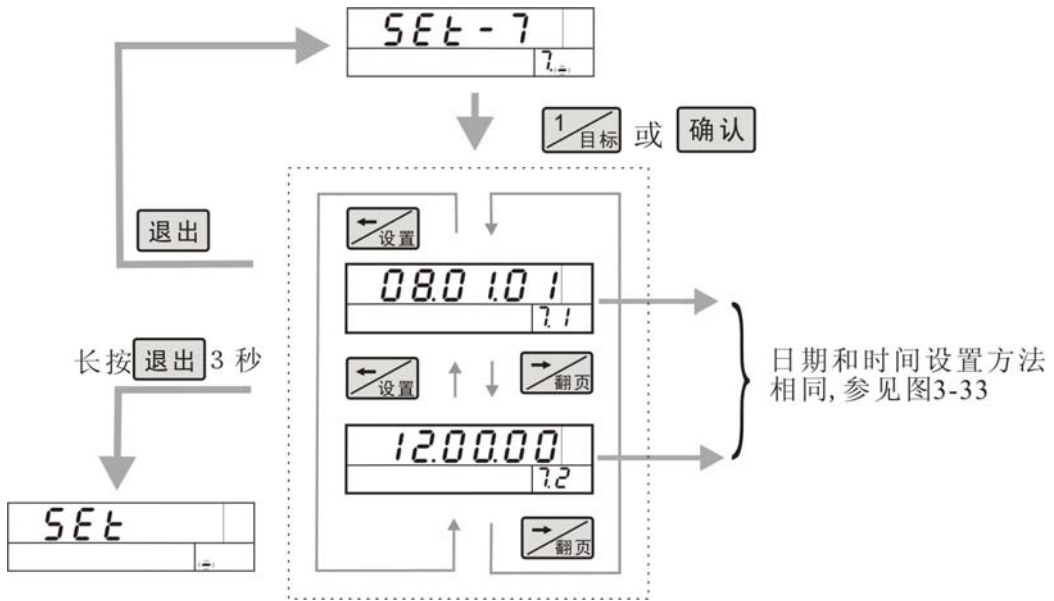 SEt-7
7.
1
目标 或 确认
退出
←
设置
08.01.01
7.1
长按 退出 3 秒
←
设置
→
翻页
日期和时间设置方法
相同,参见图3-33
12.00.00
7.2
SEt
→
翻页